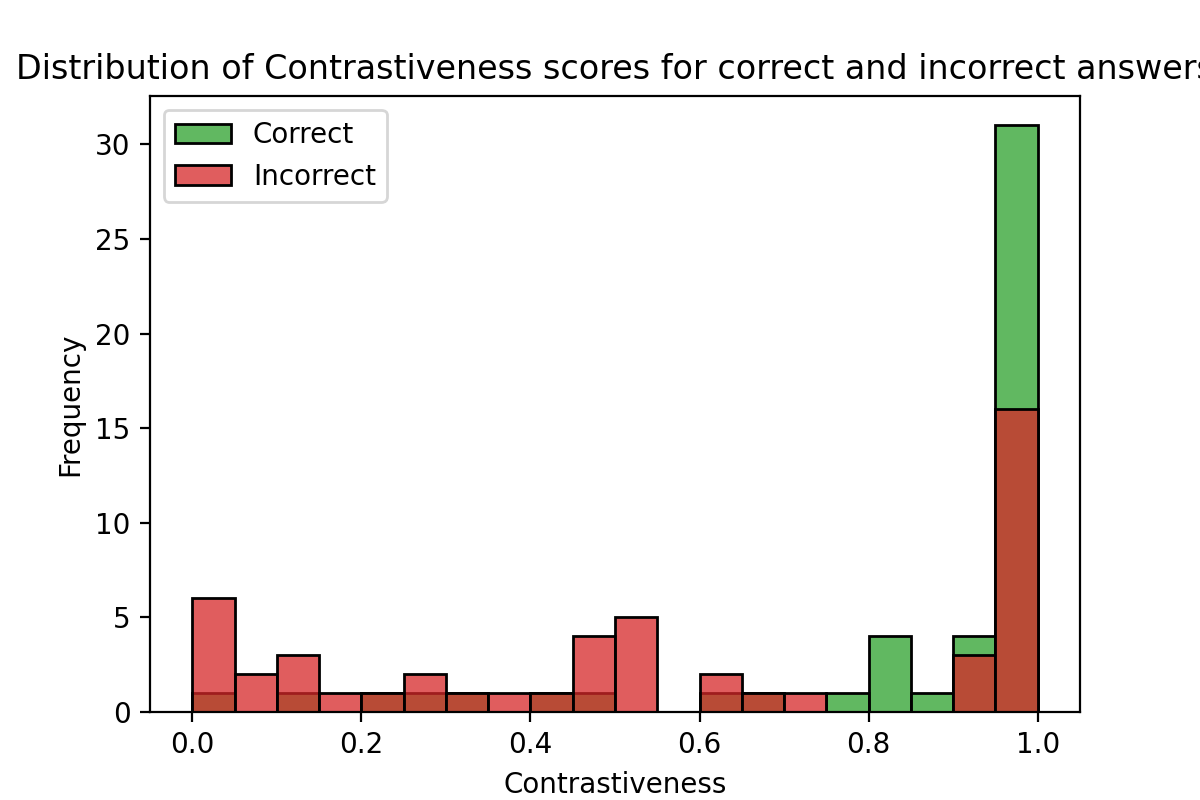 Distribution of Contrastiveness scores for correct and incorrect answers
Correct
Incorrect
30
25
20
15
10
5
0
Frequency
0.0 0.2 0.4 0.6 0.8 1.0
Contrastiveness